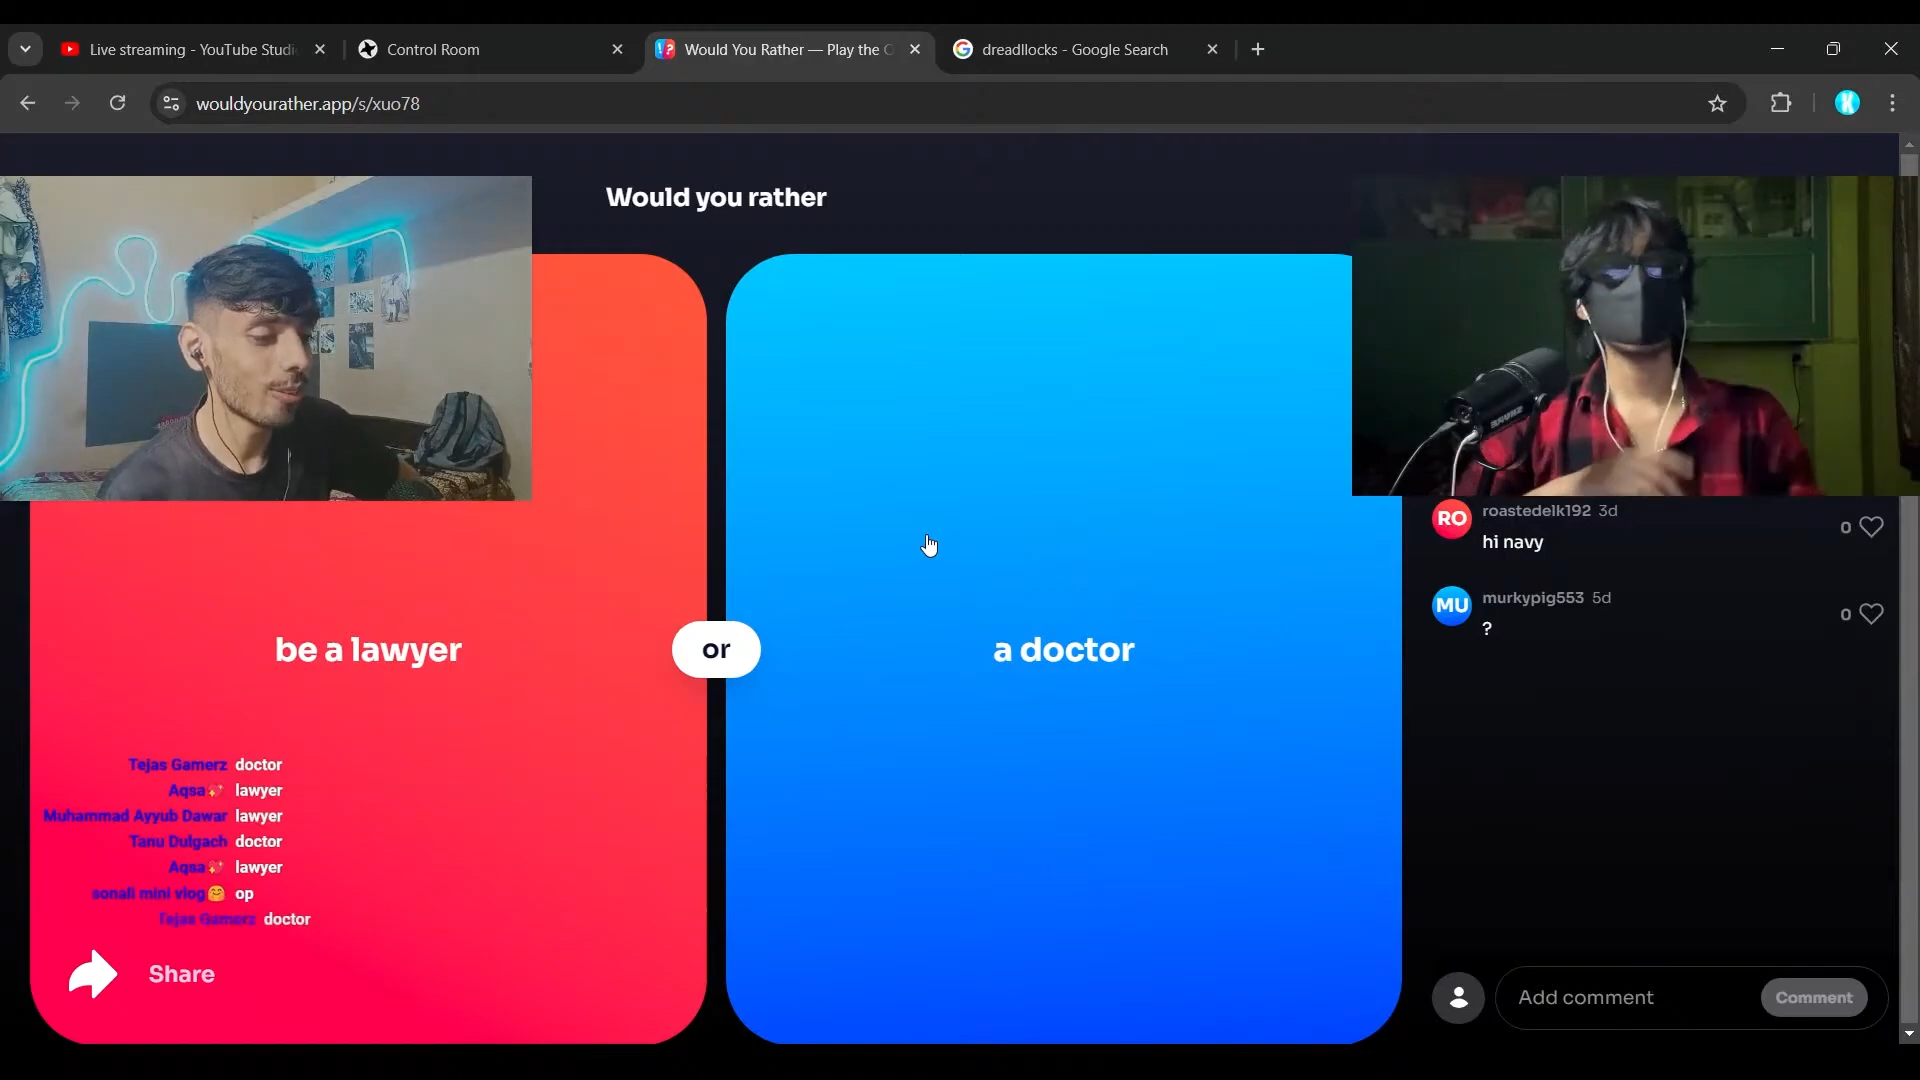 Live streaming - YouTube Studi
Control Room
Would You Rather — Play the
dreadllocks - Google Search
wouldyourather.app/s/xuo78
K
Would you rather
be a lawyer
or
a doctor
Tejas Gamerz doctor
Aqsa💖 lawyer
Muhammad Ayyub Dawar lawyer
Tanu Dulgach doctor
Aqsa💖 lawyer
sonali mini vlog🤗 op
Tejas Gamerz doctor
Share
RO roastedelk192 3d
hi navy
0
MU murkypig553 5d
?
0
Add comment
Comment